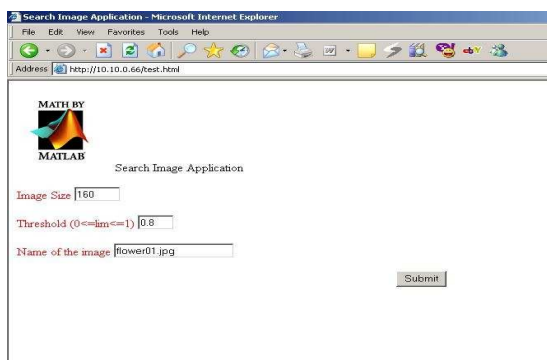 Search Image Application - Microsoft Internet Explorer
File Edit View Favorites Tools Help
Address http://10.10.0.66/test.html
MATH BY
MATLAB
Search Image Application
Image Size 160
Threshold (0<=lim<=1) 0.8
Name of the image flower01.jpg
Submit